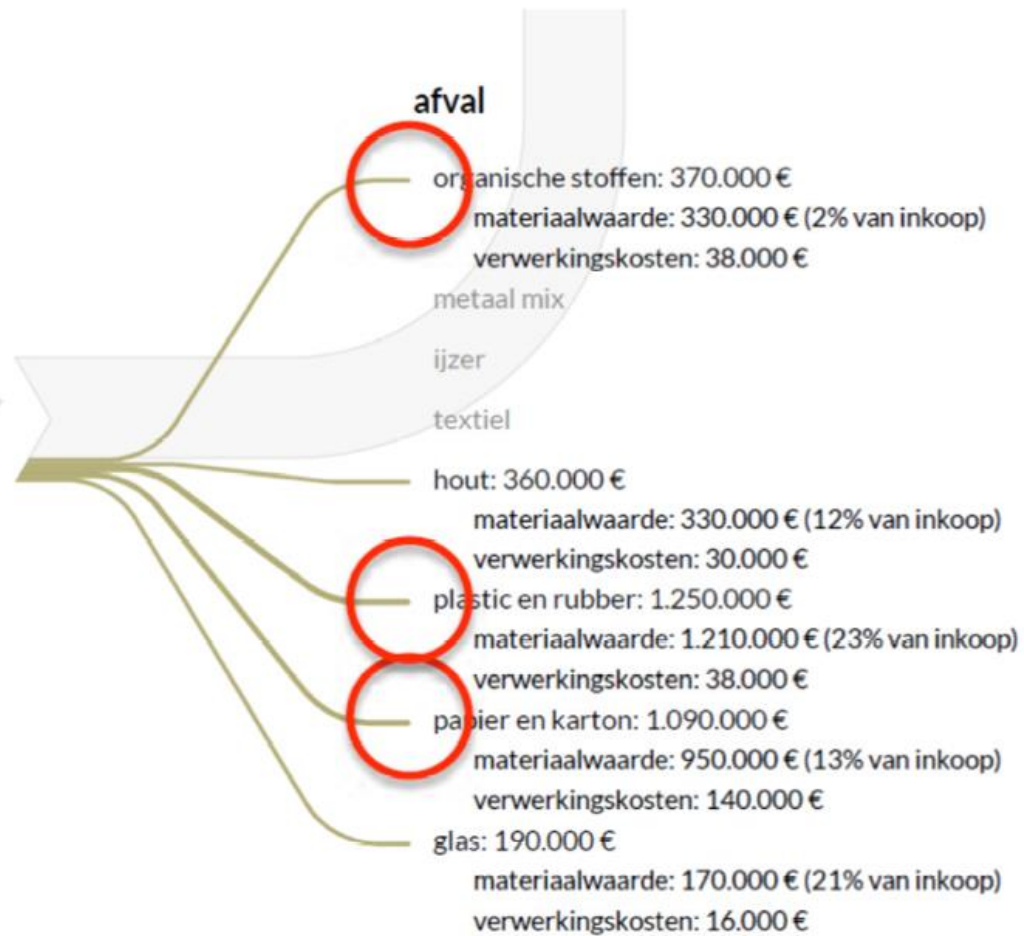 afval
organische stoffen: 370.000 €
materiaalwaarde: 330.000 € (2% van inkoop)
verwerkingskosten: 38.000 €
metaal mix
ijzer
textiel
hout: 360.000 €
materiaalwaarde: 330.000 € (12% van inkoop)
verwerkingskosten: 30.000 €
plastic en rubber: 1.250.000 €
materiaalwaarde: 1.210.000 € (23% van inkoop)
verwerkingskosten: 38.000 €
papier en karton: 1.090.000 €
materiaalwaarde: 950.000 € (13% van inkoop)
verwerkingskosten: 140.000 €
glas: 190.000 €
materiaalwaarde: 170.000 € (21% van inkoop)
verwerkingskosten: 16.000 €